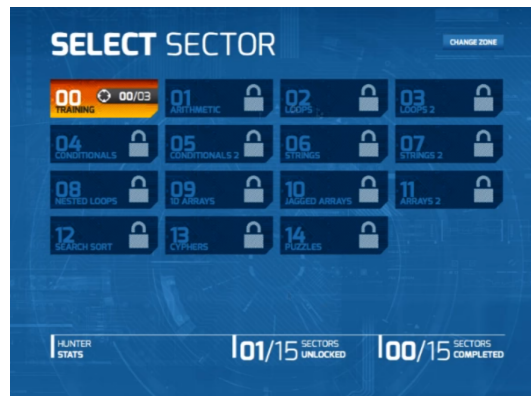 SELECT SECTOR
CHANGE ZONE
00 00/03
TRAINING
01
ARITHMETIC
02
LOOPS
03
LOOPS 2
04
CONDITIONALS
05
CONDITIONALS 2
06
STRINGS
07
STRINGS 2
08
NESTED LOOPS
09
1D ARRAYS
10
JAGGED ARRAYS
11
ARRAYS 2
12
SEARCH SORT
13
CYPHERS
14
PUZZLES
HUNTER
STATS
01/15 SECTORS
UNLOCKED
00/15 SECTORS
COMPLETED